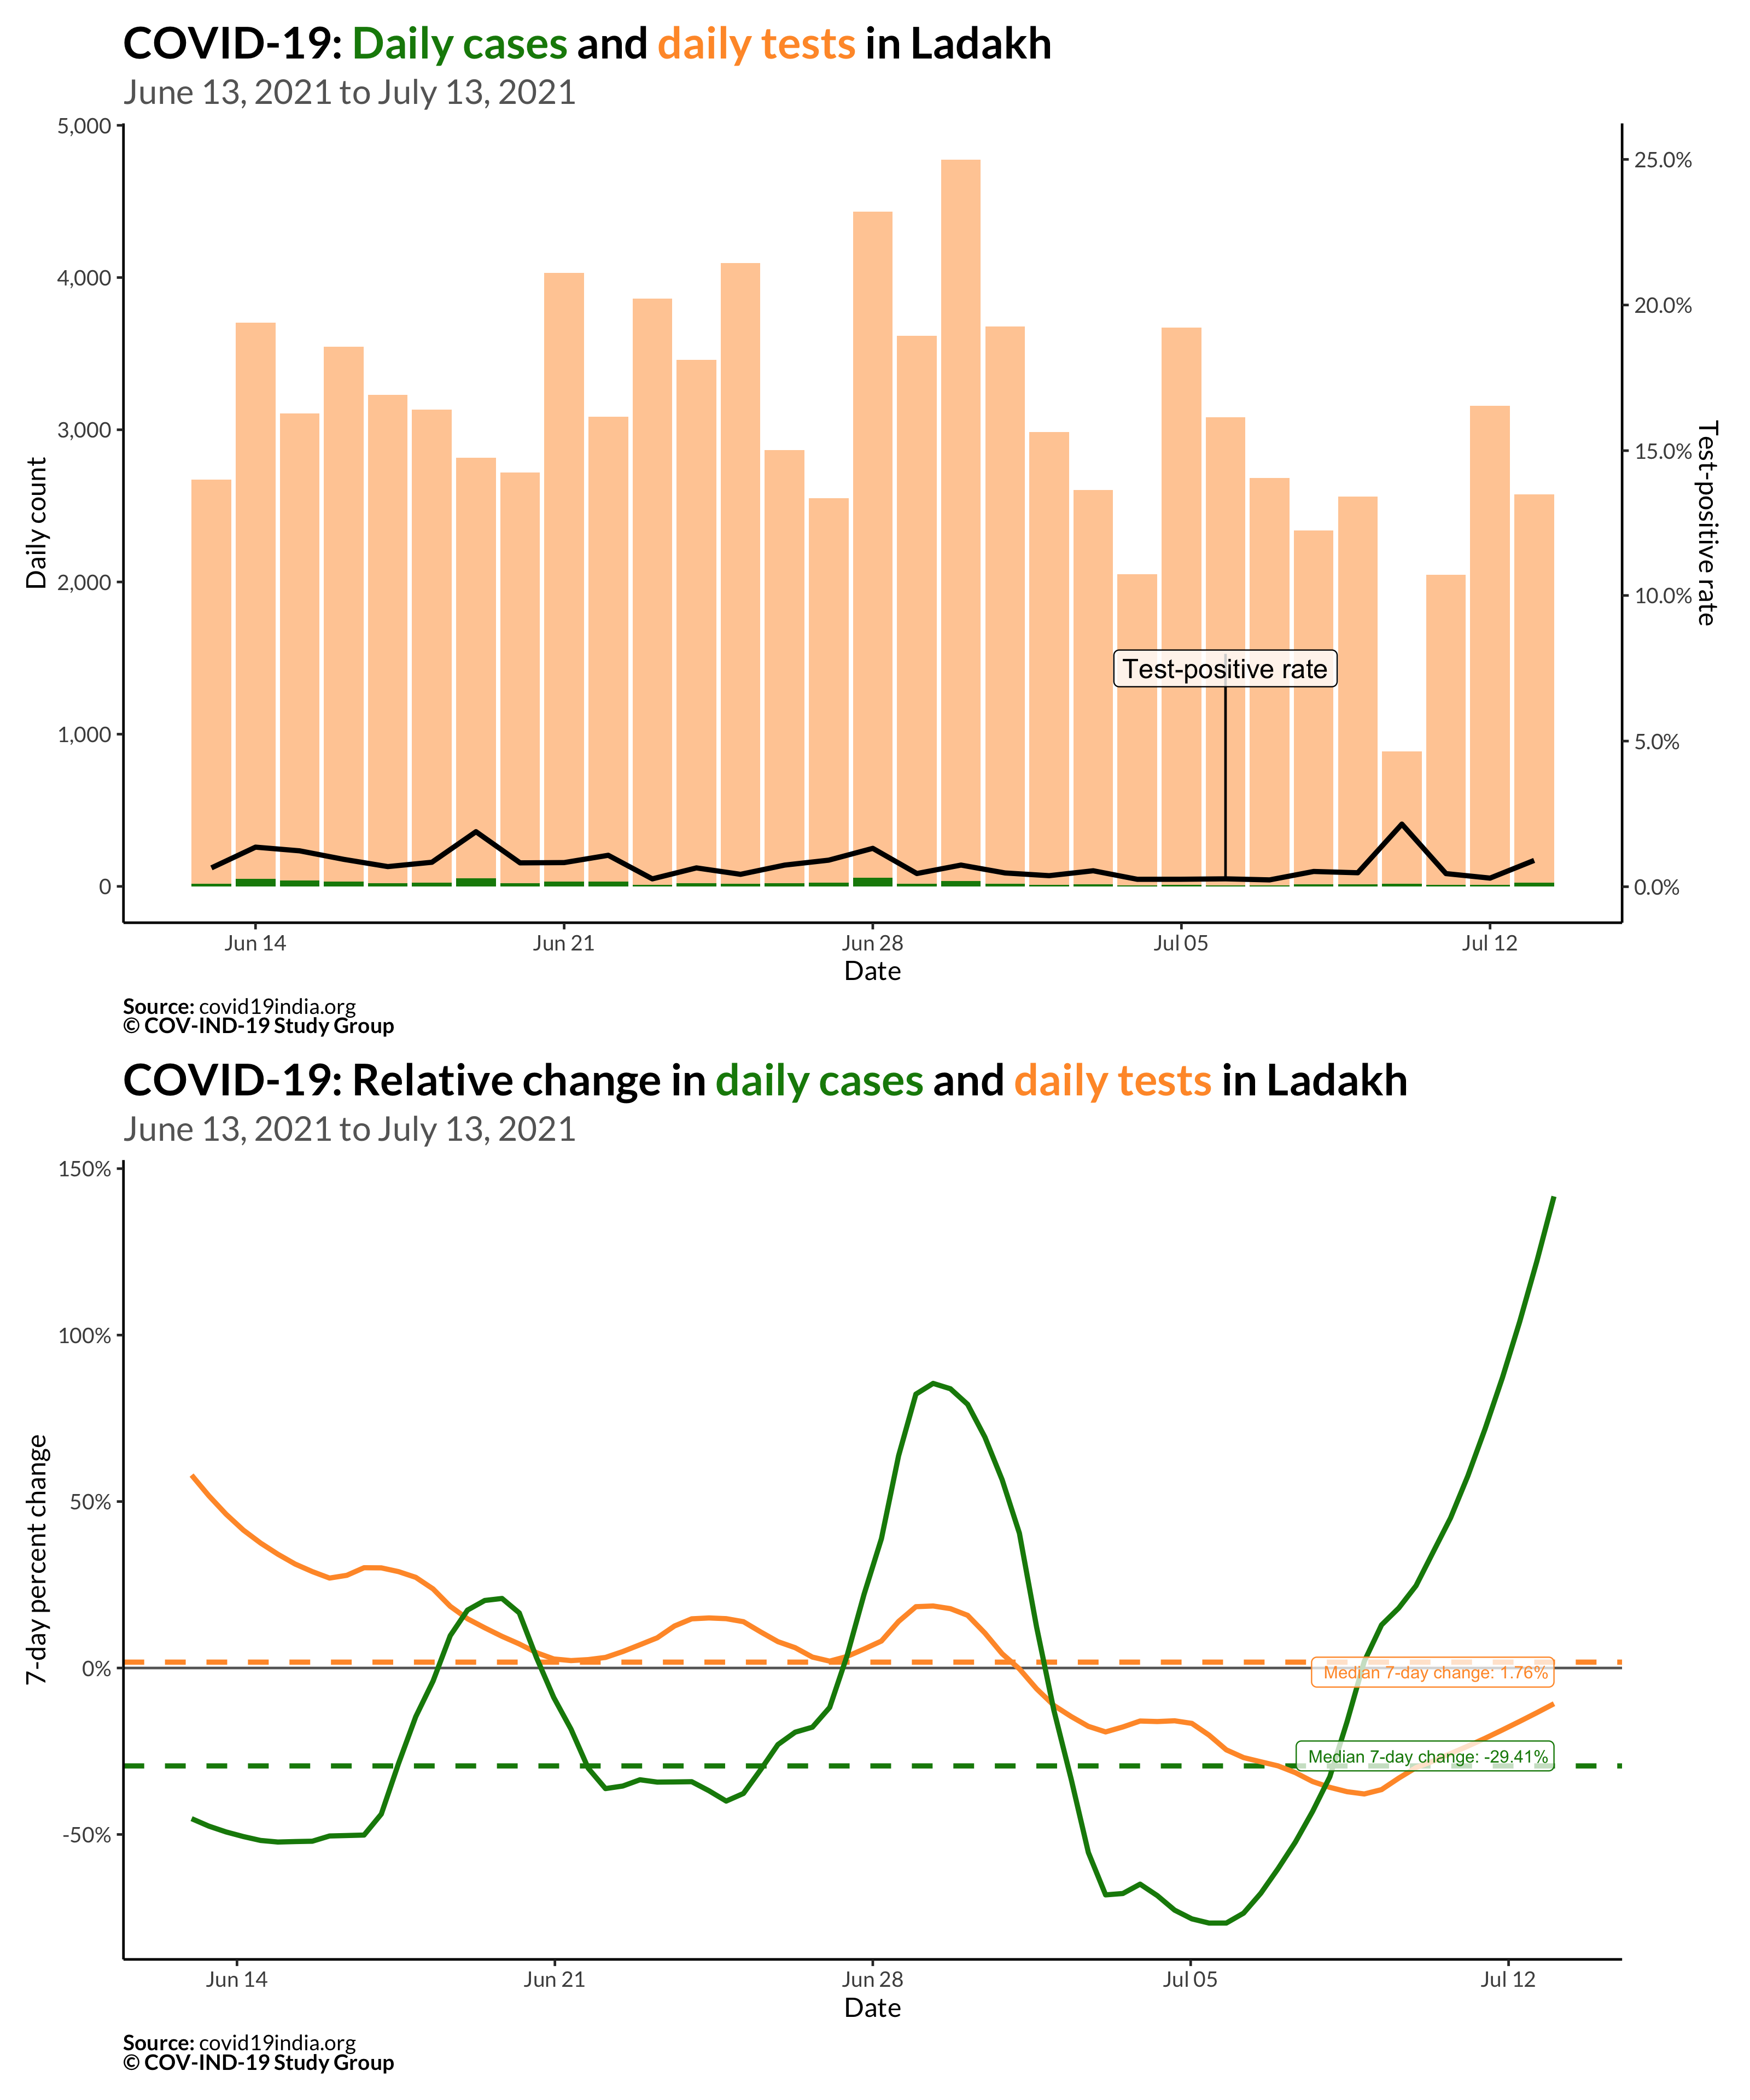 COVID-19: Daily cases and daily tests in Ladakh
June 13, 2021 to July 13, 2021
5,000
4,000
3,000
2,000
1,000
0
Daily count
25.0%
20.0%
15.0%
10.0%
5.0%
0.0%
Test-positive rate
Test-positive rate
Jun 14
Jun 21
Jun 28
Jul 05
Jul 12
Date
Source: covid19india.org
© COV-IND-19 Study Group
COVID-19: Relative change in daily cases and daily tests in Ladakh
June 13, 2021 to July 13, 2021
150%
100%
50%
0%
-50%
7-day percent change
Median 7-day change: 1.76%
Median 7-day change: -29.41%
Jun 14
Jun 21
Jun 28
Jul 05
Jul 12
Date
Source: covid19india.org
© COV-IND-19 Study Group